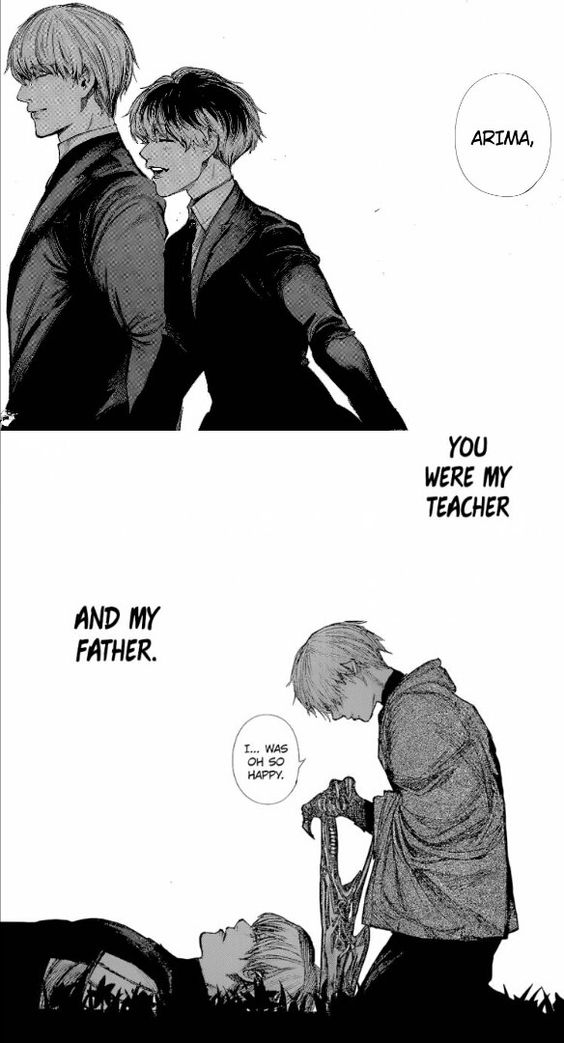 ARIMA,
YOU
WERE MY
TEACHER
AND MY
FATHER.
I... WAS
OH SO
HAPPY.